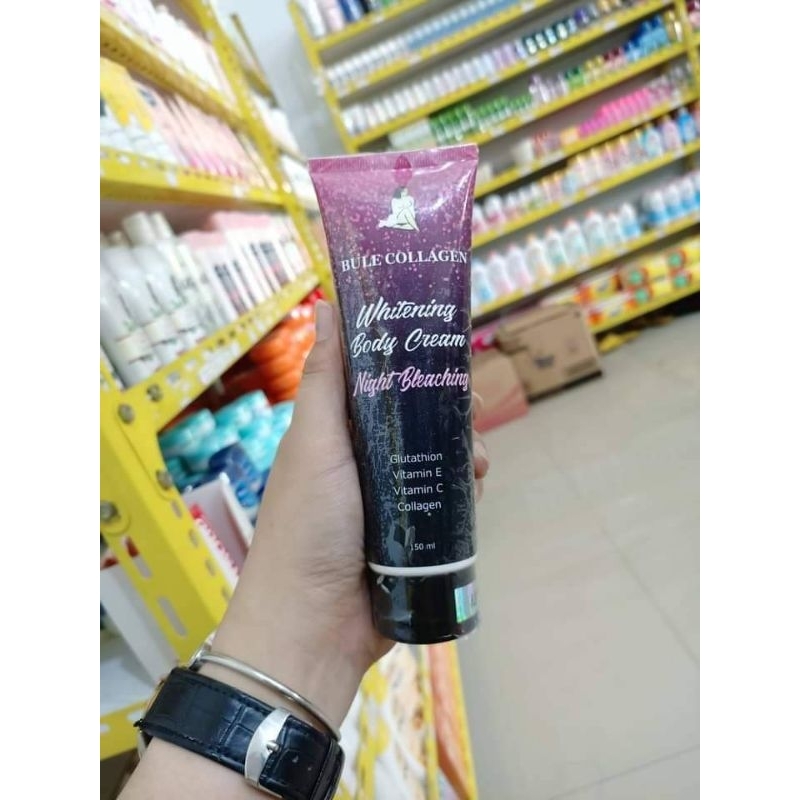 BULE COLLAGEN
Whitening
Body Cream
Night Bleaching
Glutathion
Vitamin E
Vitamin C
Collagen
150 ml